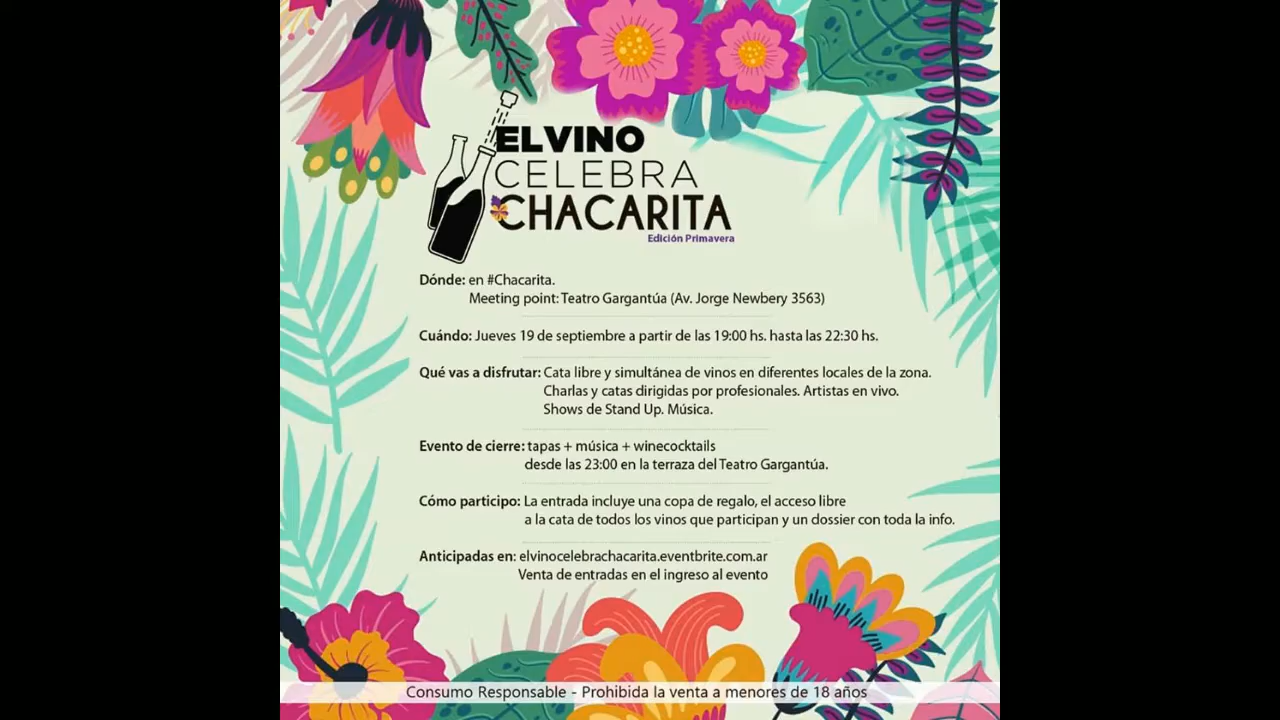 EL VINO
CELEBRA
CHACARITA
Edición Primavera
Dónde: en #Chacarita.
Meeting point: Teatro Gargantúa (Av. Jorge Newbery 3563)
Cuándo: Jueves 19 de septiembre a partir de las 19:00 hs. hasta las 22:30 hs.
Qué vas a disfrutar: Cata libre y simultánea de vinos en diferentes locales de la zona.
Charlas y catas dirigidas por profesionales. Artistas en vivo.
Shows de Stand Up. Música.
Evento de cierre: tapas + música + winecocktails
desde las 23:00 en la terraza del Teatro Gargantúa.
Cómo participo: La entrada incluye una copa de regalo, el acceso libre
a la cata de todos los vinos que participan y un dossier con toda la info.
Anticipadas en: elvinocelebrachacarita.eventbrite.com.ar
Venta de entradas en el ingreso al evento
Consumo Responsable - Prohibida la venta a menores de 18 años